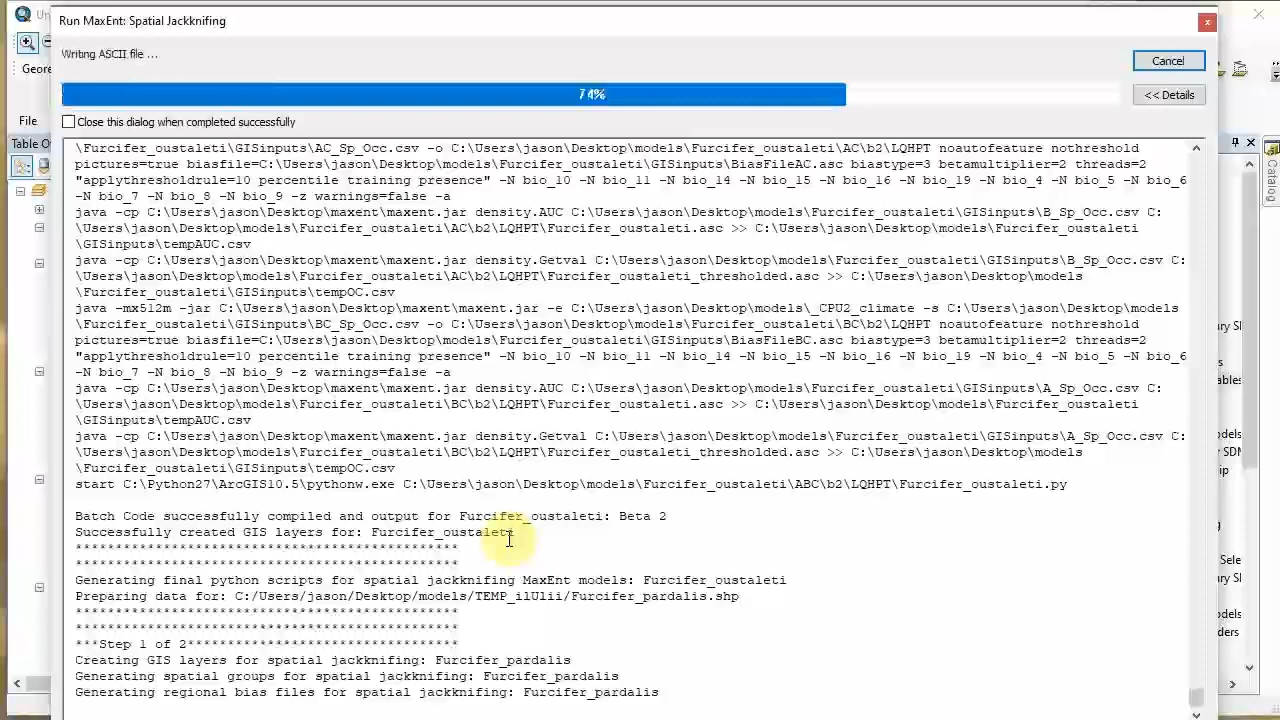 Run MaxEnt: Spatial Jackknifing
Writing ASCII file ...
Cancel
74%
<< Details
Close this dialog when completed successfully
File
Table O
Catalog
\Furcifer_oustaleti\GISinputs\AC_Sp_Occ.csv -o C:\Users\jason\Desktop\models\Furcifer_oustaleti\AC\b2\LQHPT noautofeature nothreshold
pictures=true biasfile=C:\Users\jason\Desktop\models\Furcifer_oustaleti\GISinputs\BiasFileAC.asc biastype=3 betamultiplier=2 threads=2
"applythresholdrule=10 percentile training presence" -N bio_10 -N bio_11 -N bio_14 -N bio_15 -N bio_16 -N bio_19 -N bio_4 -N bio_5 -N bio_6
-N bio_7 -N bio_8 -N bio_9 -z warnings=false -a
java -cp C:\Users\jason\Desktop\maxent\maxent.jar density.AUC C:\Users\jason\Desktop\models\Furcifer_oustaleti\GISinputs\B_Sp_Occ.csv C:
\Users\jason\Desktop\models\Furcifer_oustaleti\AC\b2\LQHPT\Furcifer_oustaleti.asc >> C:\Users\jason\Desktop\models\Furcifer_oustaleti
\GISinputs\tempAUC.csv
java -cp C:\Users\jason\Desktop\maxent\maxent.jar density.Getval C:\Users\jason\Desktop\models\Furcifer_oustaleti\GISinputs\B_Sp_Occ.csv C:
\Users\jason\Desktop\models\Furcifer_oustaleti\AC\b2\LQHPT\Furcifer_oustaleti_thresholded.asc >> C:\Users\jason\Desktop\models
\Furcifer_oustaleti\GISinputs\tempOC.csv
java -mx512m -jar C:\Users\jason\Desktop\maxent\maxent.jar -e C:\Users\jason\Desktop\models\_CPU2_climate -s C:\Users\jason\Desktop\models
\Furcifer_oustaleti\GISinputs\BC_Sp_Occ.csv -o C:\Users\jason\Desktop\models\Furcifer_oustaleti\BC\b2\LQHPT noautofeature nothreshold
pictures=true biasfile=C:\Users\jason\Desktop\models\Furcifer_oustaleti\GISinputs\BiasFileBC.asc biastype=3 betamultiplier=2 threads=2
"applythresholdrule=10 percentile training presence" -N bio_10 -N bio_11 -N bio_14 -N bio_15 -N bio_16 -N bio_19 -N bio_4 -N bio_5 -N bio_6
-N bio_7 -N bio_8 -N bio_9 -z warnings=false -a
java -cp C:\Users\jason\Desktop\maxent\maxent.jar density.AUC C:\Users\jason\Desktop\models\Furcifer_oustaleti\GISinputs\A_Sp_Occ.csv C:
\Users\jason\Desktop\models\Furcifer_oustaleti\BC\b2\LQHPT\Furcifer_oustaleti.asc >> C:\Users\jason\Desktop\models\Furcifer_oustaleti
\GISinputs\tempAUC.csv
java -cp C:\Users\jason\Desktop\maxent\maxent.jar density.Getval C:\Users\jason\Desktop\models\Furcifer_oustaleti\GISinputs\A_Sp_Occ.csv C:
\Users\jason\Desktop\models\Furcifer_oustaleti\BC\b2\LQHPT\Furcifer_oustaleti_thresholded.asc >> C:\Users\jason\Desktop\models
\Furcifer_oustaleti\GISinputs\tempOC.csv
start C:\Python27\ArcGIS10.5\pythonw.exe C:\Users\jason\Desktop\models\Furcifer_oustaleti\ABC\b2\LQHPT\Furcifer_oustaleti.py
Batch Code successfully compiled and output for Furcifer_oustaleti: Beta 2
Successfully created GIS layers for: Furcifer_oustaleti
************************************************
************************************************
Generating final python scripts for spatial jackknifing MaxEnt models: Furcifer_oustaleti
Preparing data for: C:/Users/jason/Desktop/models/TEMP_ilUlii/Furcifer_pardalis.shp
************************************************
************************************************
***Step 1 of 2**********************************
Creating GIS layers for spatial jackknifing: Furcifer_pardalis
Generating spatial groups for spatial jackknifing: Furcifer_pardalis
Generating regional bias files for spatial jackknifing: Furcifer_pardalis